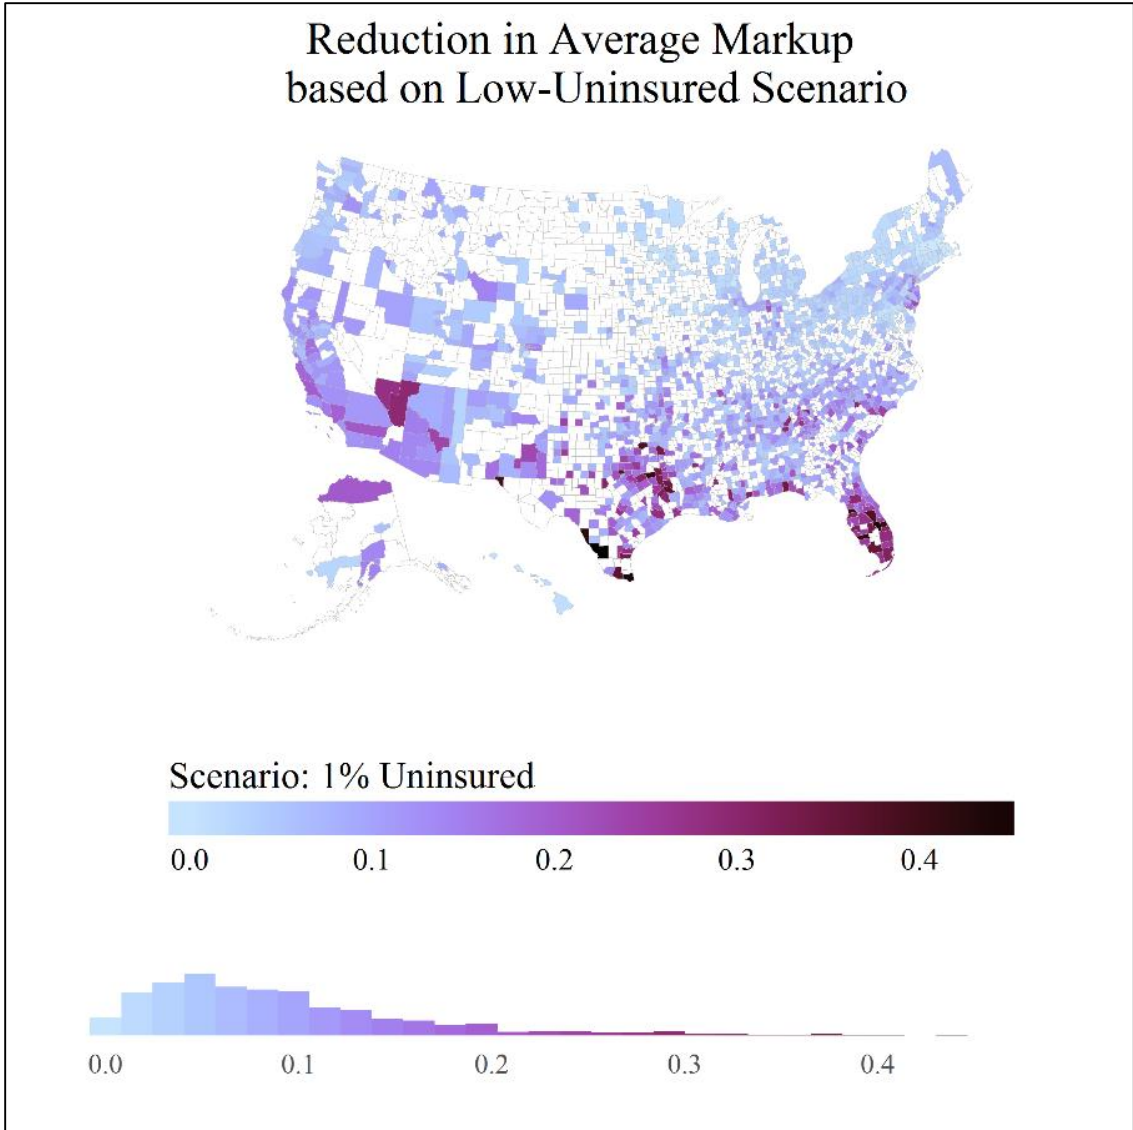 Reduction in Average Markup
based on Low-Uninsured Scenario
Scenario: 1% Uninsured
0.0 0.1 0.2 0.3 0.4
0.0 0.1 0.2 0.3 0.4